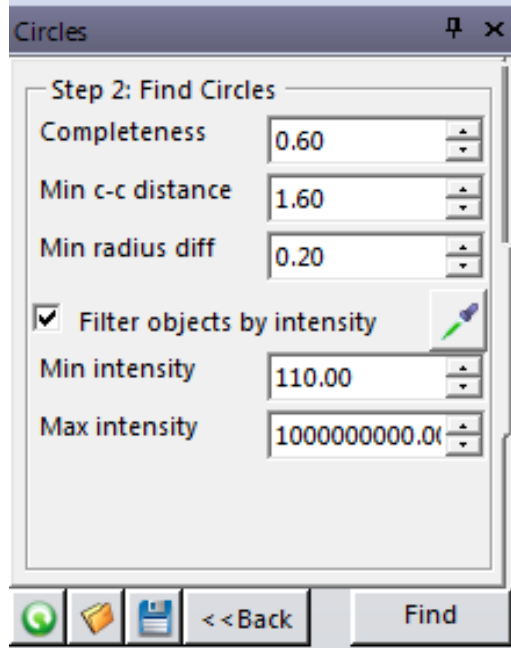 Circles
Step 2: Find Circles
Completeness 0.60
Min c-c distance 1.60
Min radius diff 0.20
Filter objects by intensity
Min intensity 110.00
Max intensity 1000000000.0(
<<Back Find